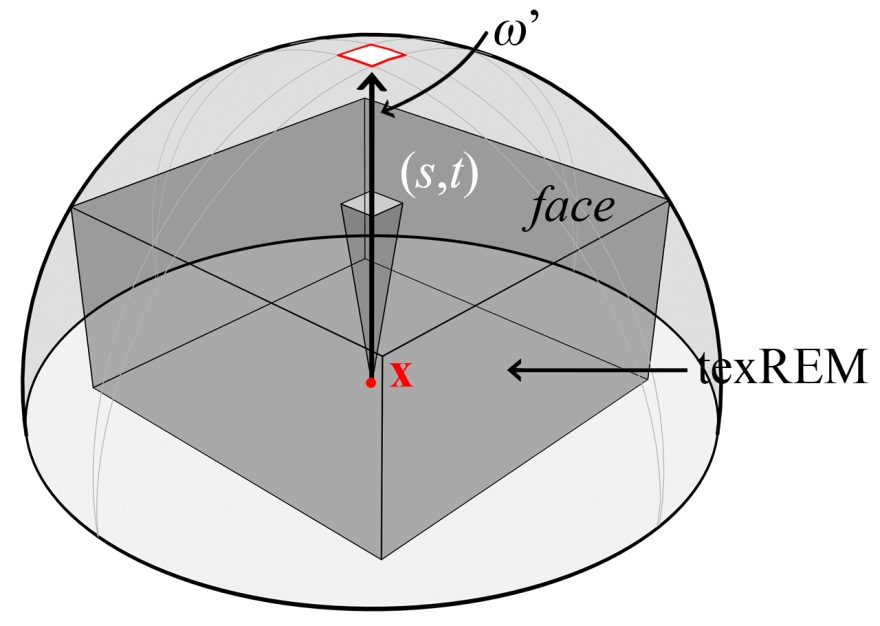 ω’
(s,t)
face
x
texREM